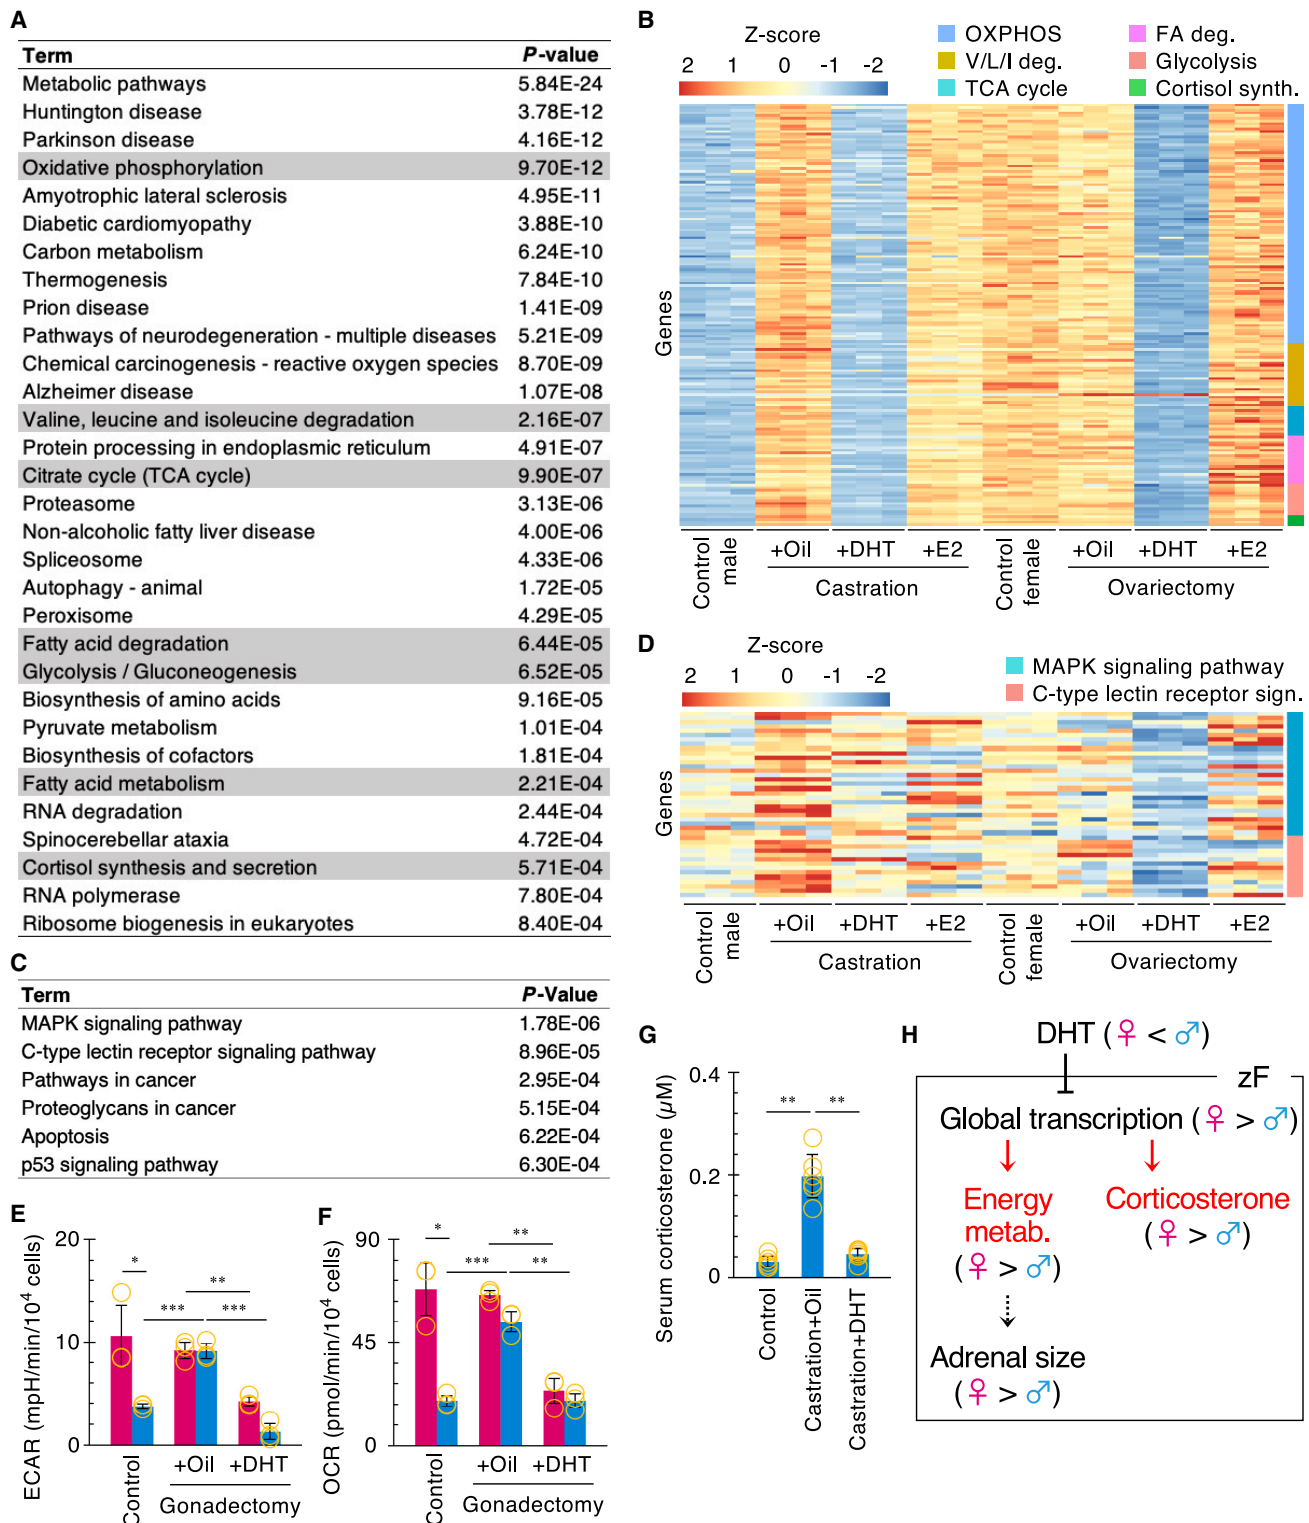 A
Term P-value
Metabolic pathways 5.84E-24
Huntington disease 3.78E-12
Parkinson disease 4.16E-12
Oxidative phosphorylation 9.70E-12
Amyotrophic lateral sclerosis 4.95E-11
Diabetic cardiomyopathy 3.88E-10
Carbon metabolism 6.24E-10
Thermogenesis 7.84E-10
Prion disease 1.41E-09
Pathways of neurodegeneration - multiple diseases 5.21E-09
Chemical carcinogenesis - reactive oxygen species 8.70E-09
Alzheimer disease 1.07E-08
Valine, leucine and isoleucine degradation 2.16E-07
Protein processing in endoplasmic reticulum 4.91E-07
Citrate cycle (TCA cycle) 9.90E-07
Proteasome 3.13E-06
Non-alcoholic fatty liver disease 4.00E-06
Spliceosome 4.33E-06
Autophagy - animal 1.72E-05
Peroxisome 4.29E-05
Fatty acid degradation 6.44E-05
Glycolysis / Gluconeogenesis 6.52E-05
Biosynthesis of amino acids 9.16E-05
Pyruvate metabolism 1.01E-04
Biosynthesis of cofactors 1.81E-04
Fatty acid metabolism 2.21E-04
RNA degradation 2.44E-04
Spinocerebellar ataxia 4.72E-04
Cortisol synthesis and secretion 5.71E-04
RNA polymerase 7.80E-04
Ribosome biogenesis in eukaryotes 8.40E-04
B
Z-score
2 1 0 -1 -2
OXPHOS FA deg.
V/L/I deg. Glycolysis
TCA cycle Cortisol synth.
Genes
Control male
+Oil +DHT +E2
Castration
Control female
+Oil +DHT +E2
Ovariectomy
C
Term P-Value
MAPK signaling pathway 1.78E-06
C-type lectin receptor signaling pathway 8.96E-05
Pathways in cancer 2.95E-04
Proteoglycans in cancer 5.15E-04
Apoptosis 6.22E-04
p53 signaling pathway 6.30E-04
D
Z-score
2 1 0 -1 -2
MAPK signaling pathway
C-type lectin receptor sign.
Genes
Control male
+Oil +DHT +E2
Castration
Control female
+Oil +DHT +E2
Ovariectomy
E
ECAR (mpH/min/10⁴ cells)
20
10
0
*
**
*** ***
Control
+Oil +DHT
Gonadectomy
F
OCR (pmol/min/10⁴ cells)
90
45
0
*
**
*** **
Control
+Oil +DHT
Gonadectomy
G
Serum corticosterone (µM)
0.4
0.2
0
** **
Control
Castration+Oil
Castration+DHT
H
DHT (♀ < ♂)
zF
Global transcription (♀ > ♂)
Energy metab.
(♀ > ♂)
Corticosterone
(♀ > ♂)
Adrenal size
(♀ > ♂)